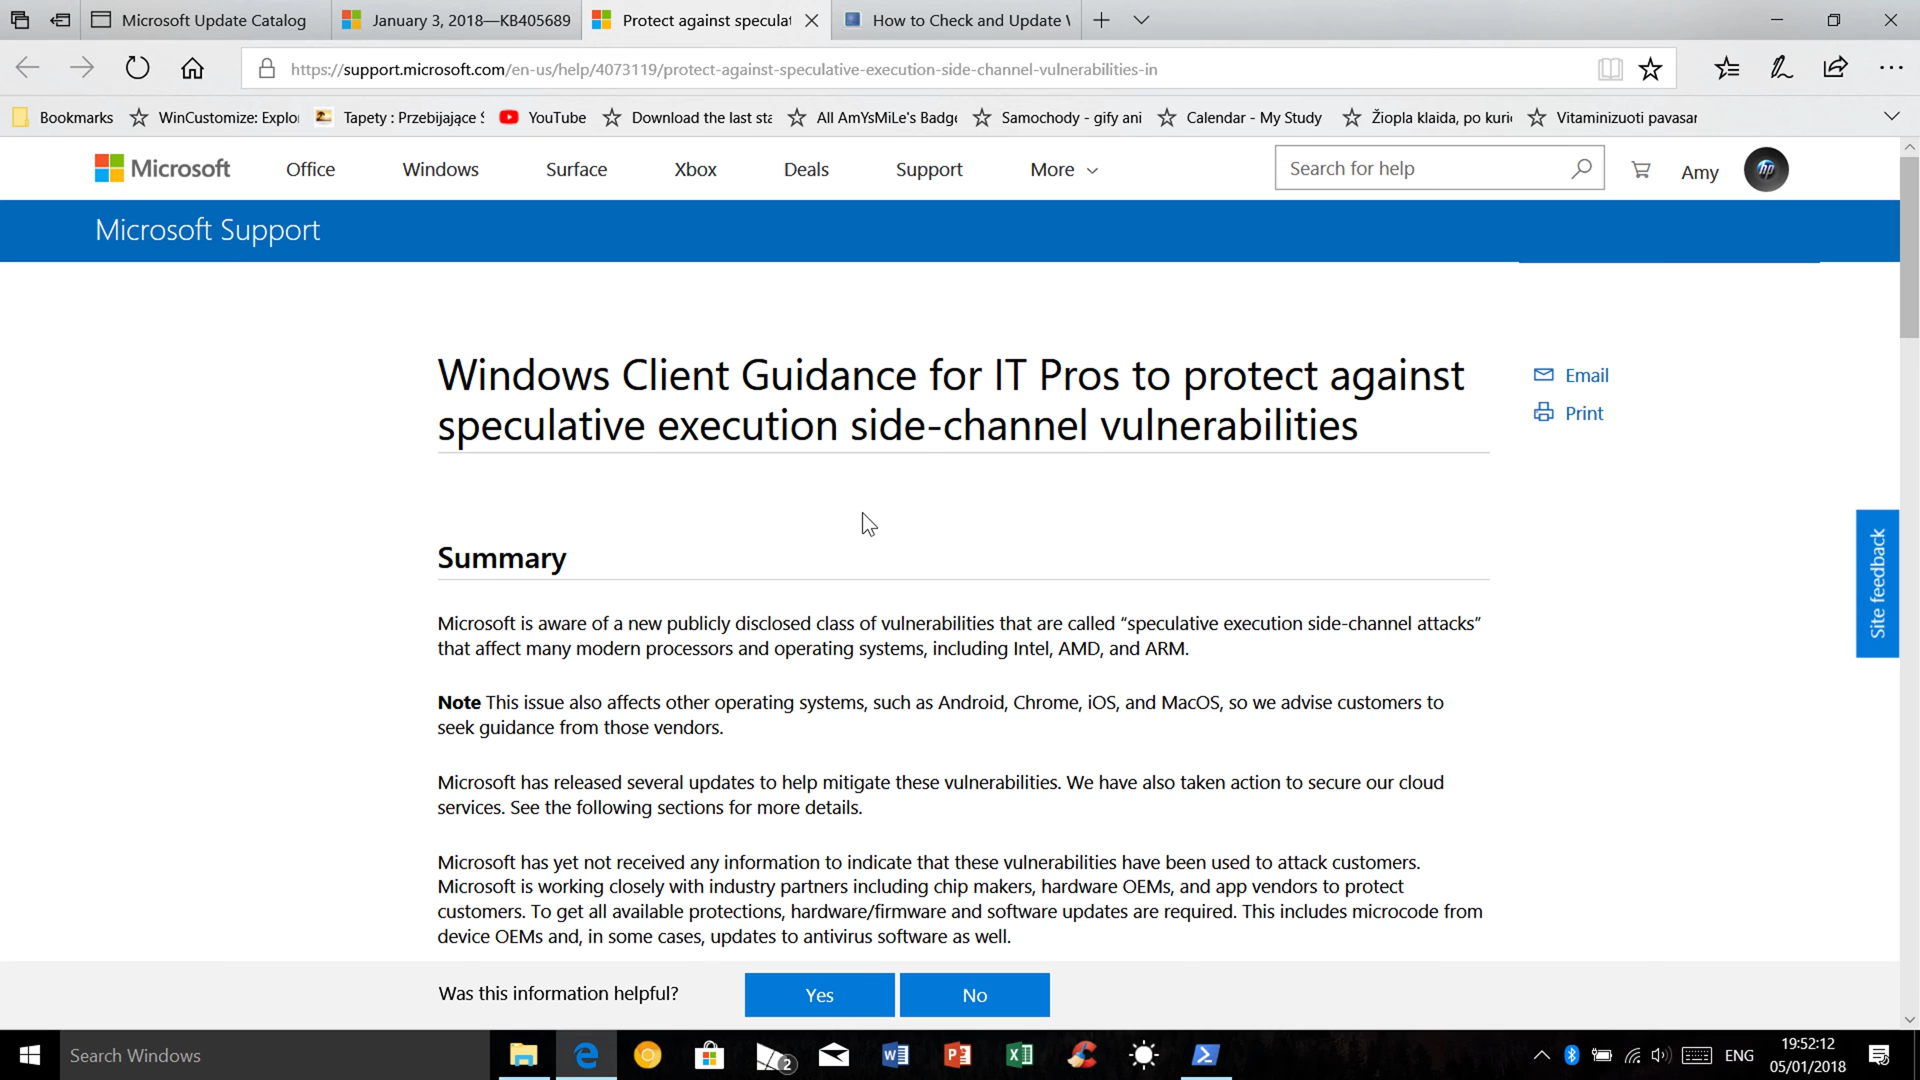 Microsoft Update Catalog
January 3, 2018—KB405689
Protect against speculat
How to Check and Update
https://support.microsoft.com/en-us/help/4073119/protect-against-speculative-execution-side-channel-vulnerabilities-in
Bookmarks
WinCustomize: Explo
Tapety : Przebijające
YouTube
Download the last sta
All AmYsMiLe's Badge
Samochody - gify ani
Calendar - My Study
Žiopla klaida, po kuri
Vitaminizuoti pavasar
Microsoft
Office
Windows
Surface
Xbox
Deals
Support
More
Search for help
Amy
hp
Microsoft Support
Windows Client Guidance for IT Pros to protect against
speculative execution side-channel vulnerabilities
Email
Print
Summary
Microsoft is aware of a new publicly disclosed class of vulnerabilities that are called “speculative execution side-channel attacks”
that affect many modern processors and operating systems, including Intel, AMD, and ARM.
Note This issue also affects other operating systems, such as Android, Chrome, iOS, and MacOS, so we advise customers to
seek guidance from those vendors.
Microsoft has released several updates to help mitigate these vulnerabilities. We have also taken action to secure our cloud
services. See the following sections for more details.
Microsoft has yet not received any information to indicate that these vulnerabilities have been used to attack customers.
Microsoft is working closely with industry partners including chip makers, hardware OEMs, and app vendors to protect
customers. To get all available protections, hardware/firmware and software updates are required. This includes microcode from
device OEMs and, in some cases, updates to antivirus software as well.
Site feedback
Was this information helpful?
Yes
No
Search Windows
2
ENG
19:52:12
05/01/2018